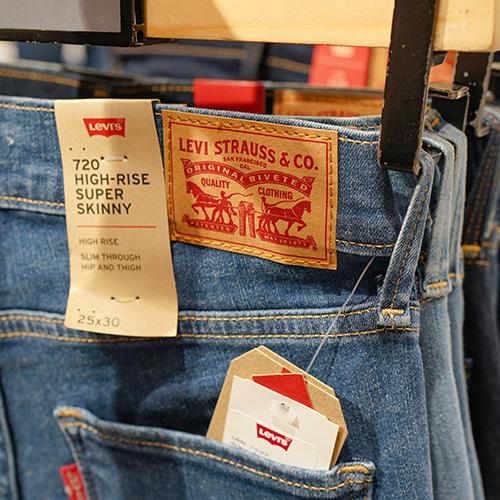 LEVI'S
720
HIGH-RISE
SUPER
SKINNY
HIGH RISE
SLIM THROUGH
HIP AND THIGH
25x30
LEVI STRAUSS & CO.
SAN FRANCISCO
CAL.
ORIGINAL RIVETED
QUALITY CLOTHING
PATENTED
LEVI'S